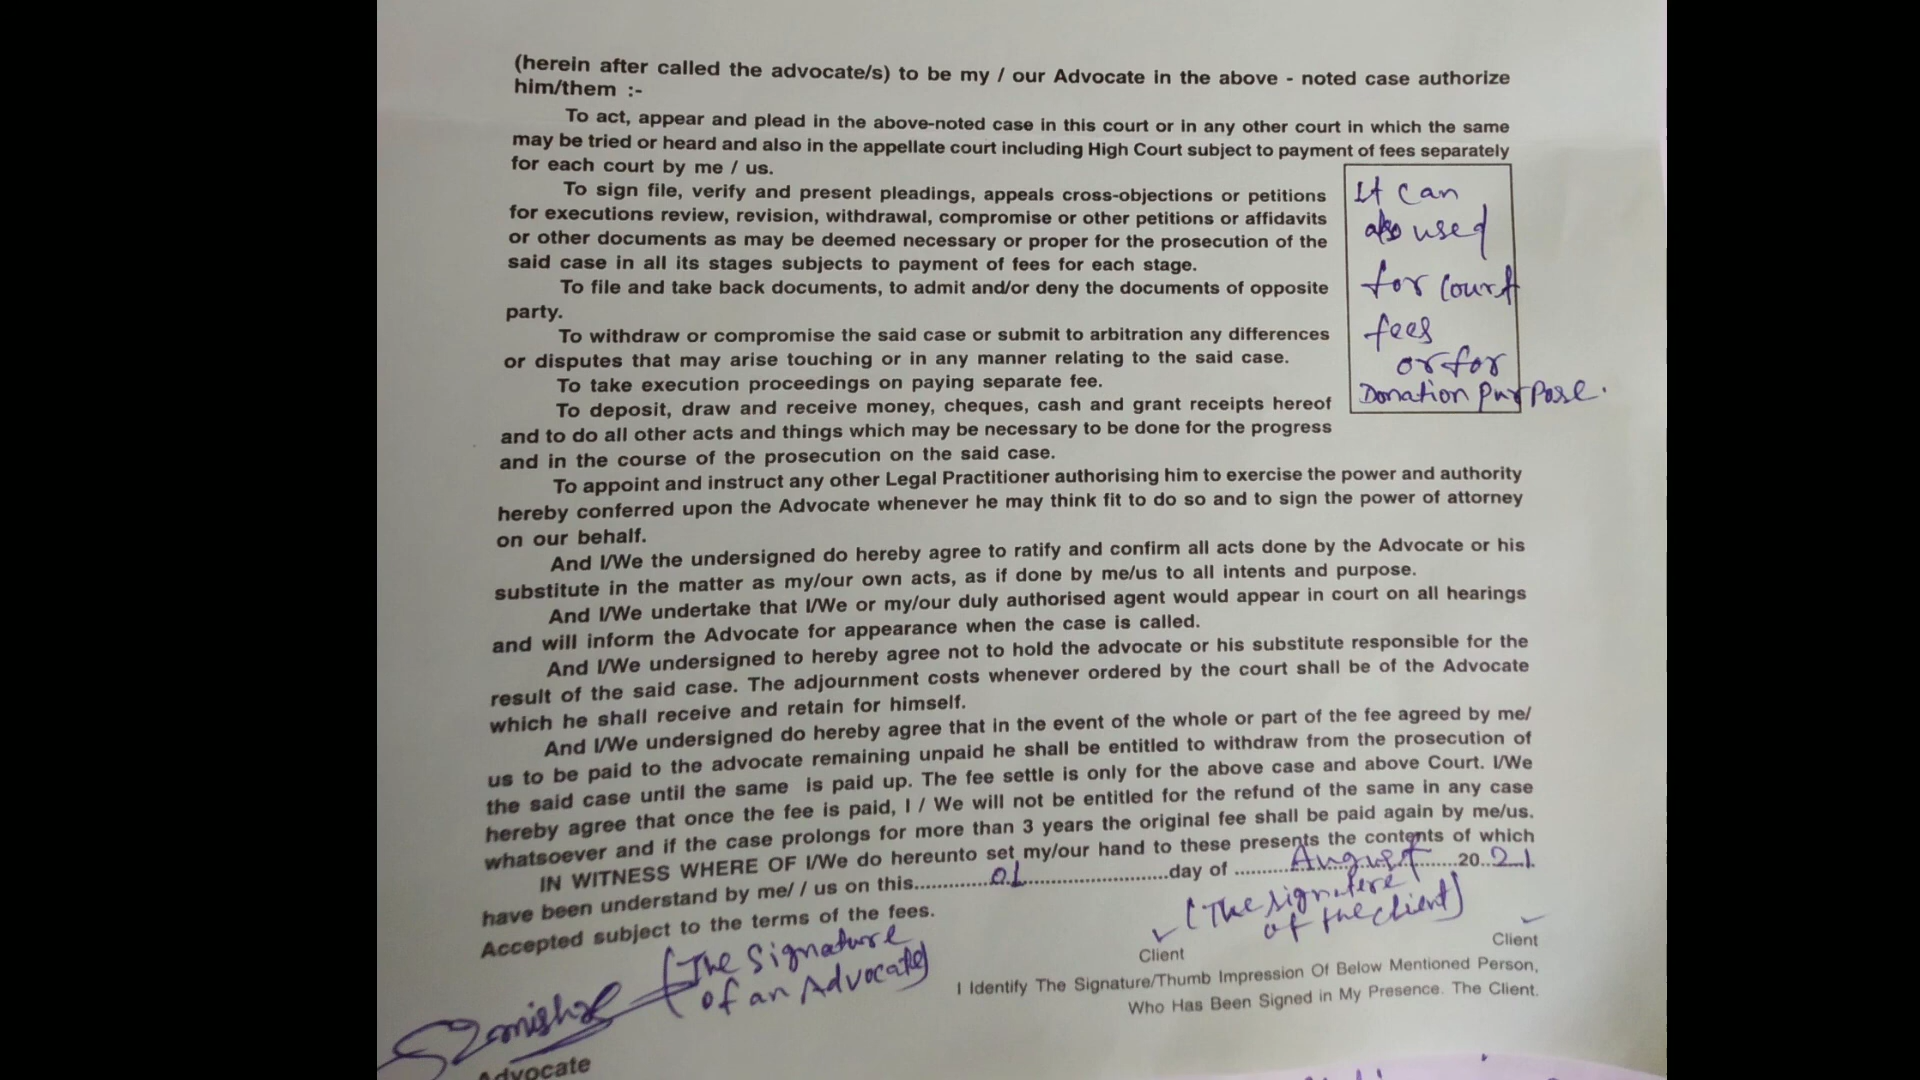 (herein after called the advocate/s) to be my / our Advocate in the above - noted case authorize
him/them :-
To act, appear and plead in the above-noted case in this court or in any other court in which the same
may be tried or heard and also in the appellate court including High Court subject to payment of fees separately
for each court by me / us.
To sign file, verify and present pleadings, appeals cross-objections or petitions
for executions review, revision, withdrawal, compromise or other petitions or affidavits
or other documents as may be deemed necessary or proper for the prosecution of the
said case in all its stages subjects to payment of fees for each stage.
To file and take back documents, to admit and/or deny the documents of opposite
party.
To withdraw or compromise the said case or submit to arbitration any differences
or disputes that may arise touching or in any manner relating to the said case.
To take execution proceedings on paying separate fee.
To deposit, draw and receive money, cheques, cash and grant receipts hereof
and to do all other acts and things which may be necessary to be done for the progress
and in the course of the prosecution on the said case.
It can
also used
for court
fees
or for
Donation purpose.
To appoint and instruct any other Legal Practitioner authorising him to exercise the power and authority
hereby conferred upon the Advocate whenever he may think fit to do so and to sign the power of attorney
on our behalf.
And I/We the undersigned do hereby agree to ratify and confirm all acts done by the Advocate or his
substitute in the matter as my/our own acts, as if done by me/us to all intents and purpose.
And I/We undertake that I/We or my/our duly authorised agent would appear in court on all hearings
and will inform the Advocate for appearance when the case is called.
And I/We undersigned to hereby agree not to hold the advocate or his substitute responsible for the
result of the said case. The adjournment costs whenever ordered by the court shall be of the Advocate
which he shall receive and retain for himself.
And I/We undersigned do hereby agree that in the event of the whole or part of the fee agreed by me/
us to be paid to the advocate remaining unpaid he shall be entitled to withdraw from the prosecution of
the said case until the same is paid up. The fee settle is only for the above case and above Court. I/We
hereby agree that once the fee is paid, I / We will not be entitled for the refund of the same in any case
whatsoever and if the case prolongs for more than 3 years the original fee shall be paid again by me/us.
IN WITNESS WHERE OF I/We do hereunto set my/our hand to these presents the contents of which
have been understand by me/ / us on this..............01..............day of ..........August..........20..21.
Accepted subject to the terms of the fees.
(The signature
of the client)
Client
Client
(The Signature
of an Advocate)
I Identify The Signature/Thumb Impression Of Below Mentioned Person,
Who Has Been Signed in My Presence. The Client.
Advocate